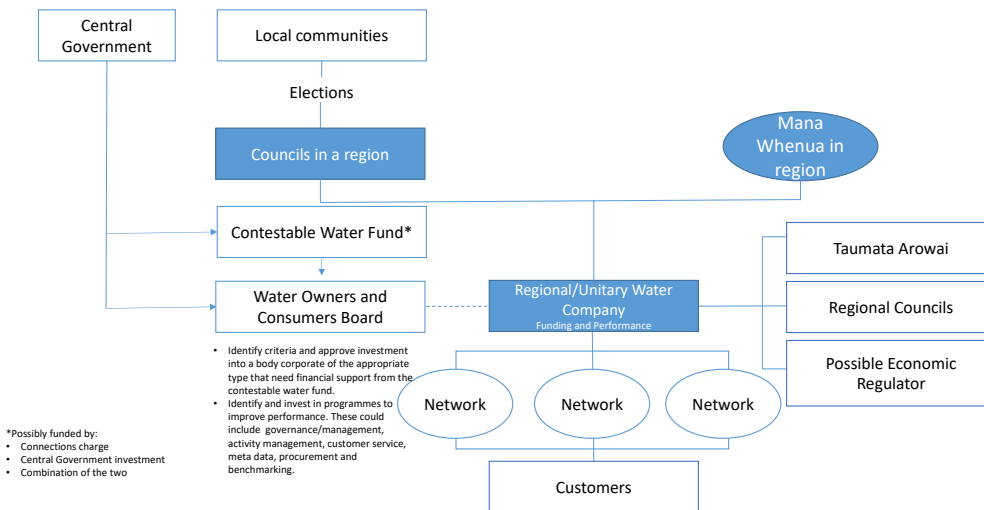 Central
Government
Local communities
Elections
Councils in a region
Mana
Whenua in
region
Contestable Water Fund*
Taumata Arowai
Water Owners and
Consumers Board
Regional/Unitary Water
Company
Funding and Performance
Regional Councils
• Identify criteria and approve investment
into a body corporate of the appropriate
type that need financial support from the
contestable water fund.
• Identify and invest in programmes to
improve performance. These could
include governance/management,
activity management, customer service,
meta data, procurement and
benchmarking.
Possible Economic
Regulator
Network
Network
Network
*Possibly funded by:
• Connections charge
• Central Government investment
• Combination of the two
Customers